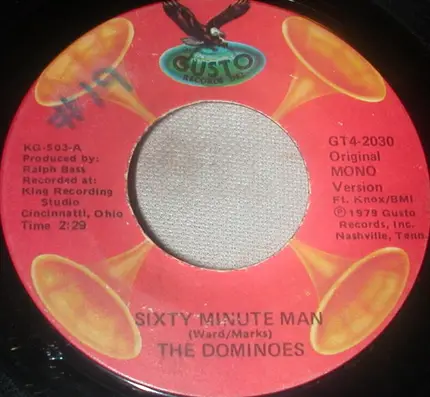 GUSTO
RECORDS INC.
#19
KG-503-A
Produced by:
Ralph Bass
Recorded at:
King Recording
Studio
Cincinnatti, Ohio
Time 2:29
GT4-2030
Original
MONO
Version
Ft. Knox/BMI
℗ 1979 Gusto
Records, Inc.
Nashville, Tenn.
SIXTY MINUTE MAN
(Ward/Marks)
THE DOMINOES